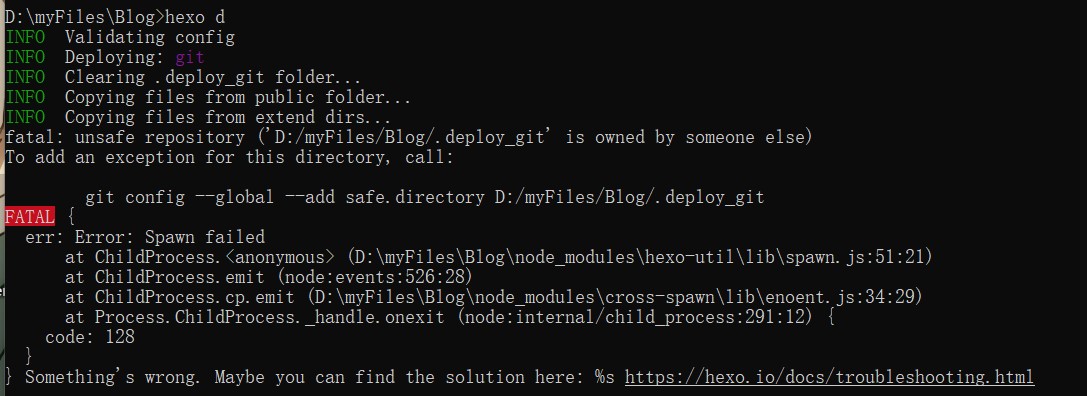 D:\myFiles\Blog>hexo d
INFO  Validating config
INFO  Deploying: git
INFO  Clearing .deploy_git folder...
INFO  Copying files from public folder...
INFO  Copying files from extend dirs...
fatal: unsafe repository ('D:/myFiles/Blog/.deploy_git' is owned by someone else)
To add an exception for this directory, call:
git config --global --add safe.directory D:/myFiles/Blog/.deploy_git
FATAL {
err: Error: Spawn failed
at ChildProcess.<anonymous> (D:\myFiles\Blog\node_modules\hexo-util\lib\spawn.js:51:21)
at ChildProcess.emit (node:events:526:28)
at ChildProcess.cp.emit (D:\myFiles\Blog\node_modules\cross-spawn\lib\enoent.js:34:29)
at Process.ChildProcess._handle.onexit (node:internal/child_process:291:12) {
code: 128
}
} Something's wrong. Maybe you can find the solution here: %s https://hexo.io/docs/troubleshooting.html